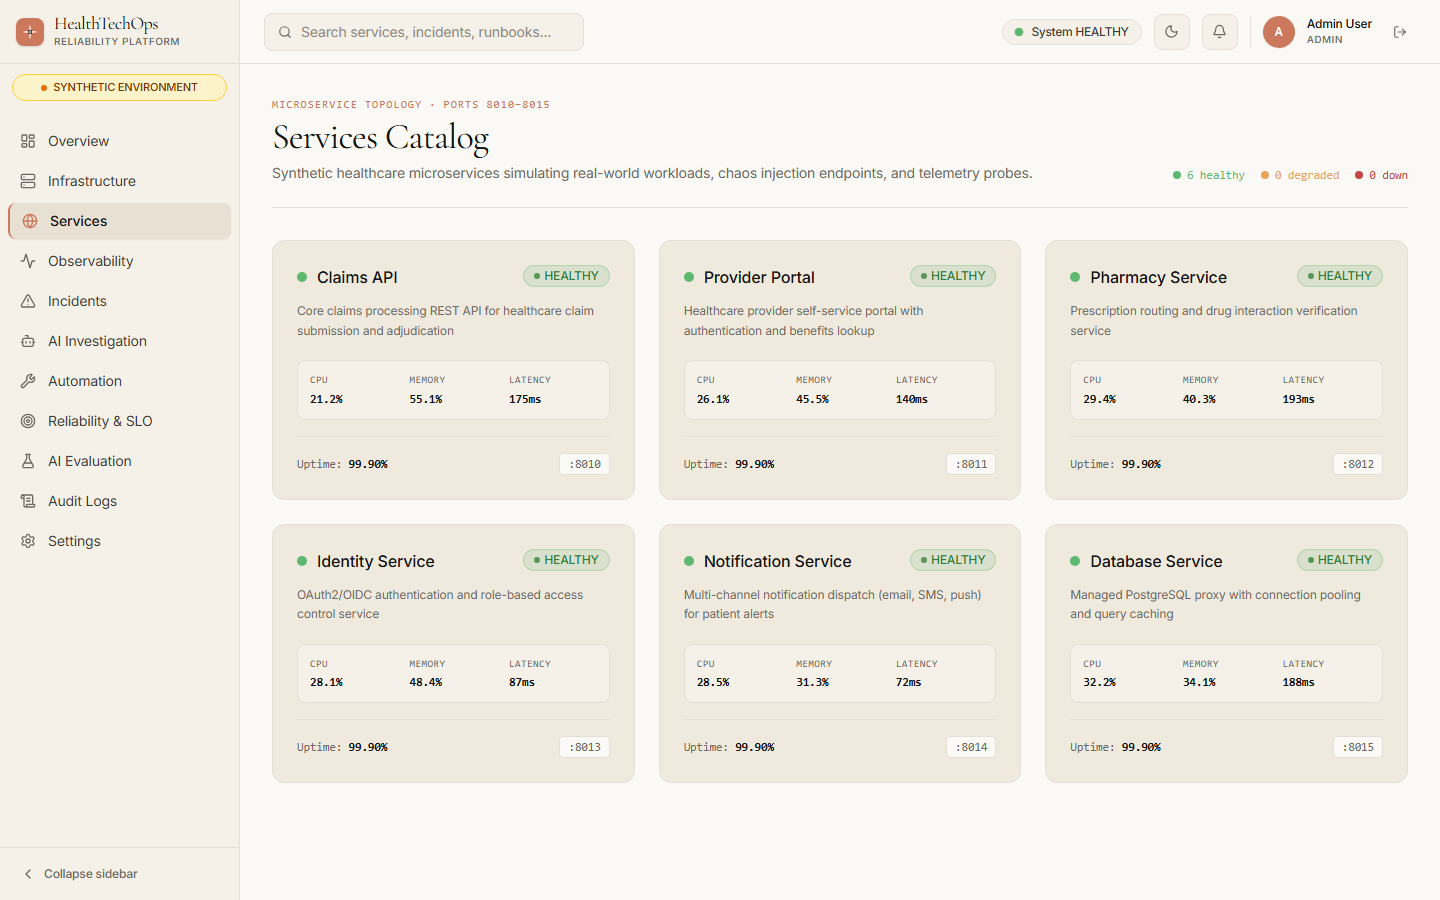 HealthTechOps
RELIABILITY PLATFORM
SYNTHETIC ENVIRONMENT
Overview
Infrastructure
Services
Observability
Incidents
AI Investigation
Automation
Reliability & SLO
AI Evaluation
Audit Logs
Settings
Collapse sidebar
Search services, incidents, runbooks...
System HEALTHY
A
Admin User
ADMIN
MICROSERVICE TOPOLOGY · PORTS 8010–8015
Services Catalog
Synthetic healthcare microservices simulating real-world workloads, chaos injection endpoints, and telemetry probes.
6 healthy 0 degraded 0 down
Claims API HEALTHY
Core claims processing REST API for healthcare claim
submission and adjudication
CPU MEMORY LATENCY
21.2% 55.1% 175ms
Uptime: 99.90% :8010
Provider Portal HEALTHY
Healthcare provider self-service portal with
authentication and benefits lookup
CPU MEMORY LATENCY
26.1% 45.5% 140ms
Uptime: 99.90% :8011
Pharmacy Service HEALTHY
Prescription routing and drug interaction verification
service
CPU MEMORY LATENCY
29.4% 40.3% 193ms
Uptime: 99.90% :8012
Identity Service HEALTHY
OAuth2/OIDC authentication and role-based access
control service
CPU MEMORY LATENCY
28.1% 48.4% 87ms
Uptime: 99.90% :8013
Notification Service HEALTHY
Multi-channel notification dispatch (email, SMS, push)
for patient alerts
CPU MEMORY LATENCY
28.5% 31.3% 72ms
Uptime: 99.90% :8014
Database Service HEALTHY
Managed PostgreSQL proxy with connection pooling
and query caching
CPU MEMORY LATENCY
32.2% 34.1% 188ms
Uptime: 99.90% :8015